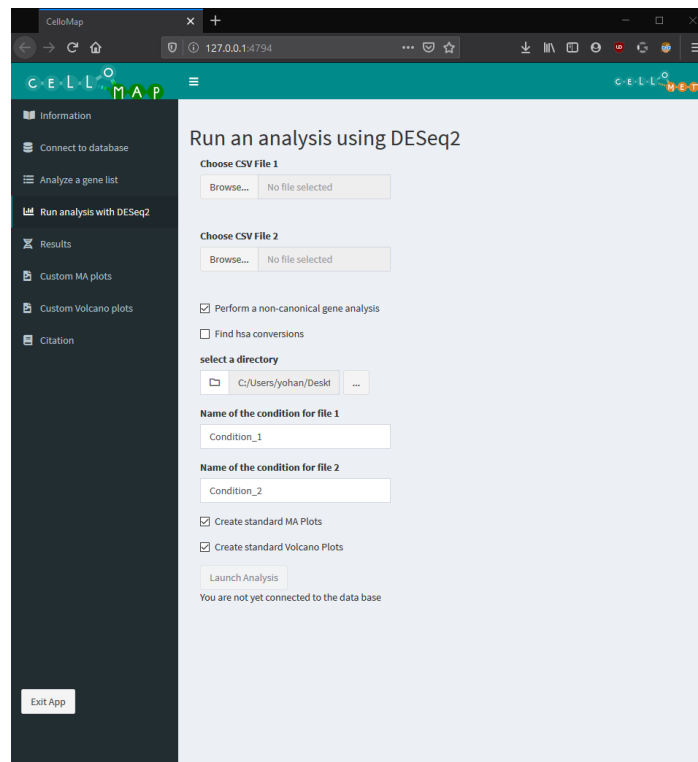 CelloMap
127.0.0.1:4794
C-E-L-L-O
M A P
C-E-L-L-O
M-E-T
Information
Connect to database
Analyze a gene list
Run analysis with DESeq2
Results
Custom MA plots
Custom Volcano plots
Citation
Exit App
Run an analysis using DESeq2
Choose CSV File 1
Browse... No file selected
Choose CSV File 2
Browse... No file selected
Perform a non-canonical gene analysis
Find hsa conversions
select a directory
C:/Users/yohan/Deskt ...
Name of the condition for file 1
Condition_1
Name of the condition for file 2
Condition_2
Create standard MA Plots
Create standard Volcano Plots
Launch Analysis
You are not yet connected to the data base